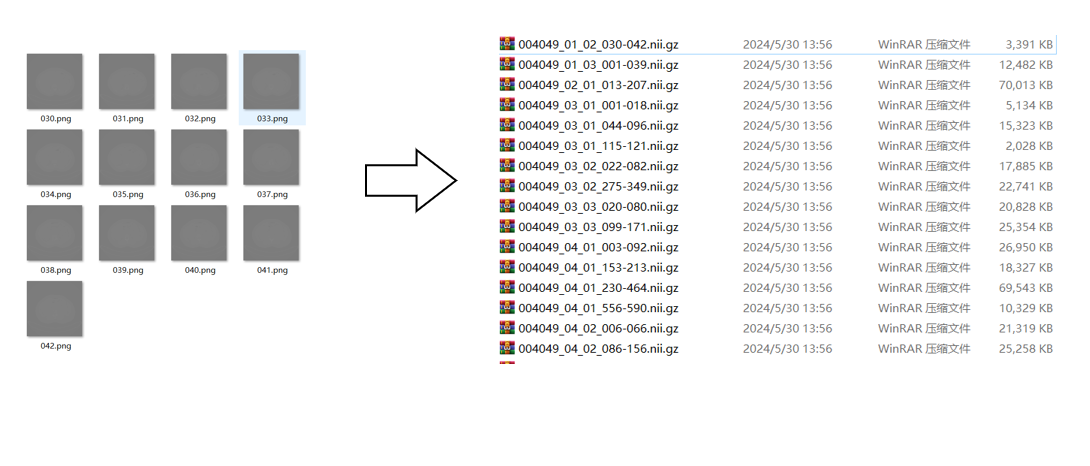 030.png 031.png 032.png 033.png
034.png 035.png 036.png 037.png
038.png 039.png 040.png 041.png
042.png
004049_01_02_030-042.nii.gz 2024/5/30 13:56 WinRAR 压缩文件 3,391 KB
004049_01_03_001-039.nii.gz 2024/5/30 13:56 WinRAR 压缩文件 12,482 KB
004049_02_01_013-207.nii.gz 2024/5/30 13:56 WinRAR 压缩文件 70,013 KB
004049_03_01_001-018.nii.gz 2024/5/30 13:56 WinRAR 压缩文件 5,134 KB
004049_03_01_044-096.nii.gz 2024/5/30 13:56 WinRAR 压缩文件 15,323 KB
004049_03_01_115-121.nii.gz 2024/5/30 13:56 WinRAR 压缩文件 2,028 KB
004049_03_02_022-082.nii.gz 2024/5/30 13:56 WinRAR 压缩文件 17,885 KB
004049_03_02_275-349.nii.gz 2024/5/30 13:56 WinRAR 压缩文件 22,741 KB
004049_03_03_020-080.nii.gz 2024/5/30 13:56 WinRAR 压缩文件 20,828 KB
004049_03_03_099-171.nii.gz 2024/5/30 13:56 WinRAR 压缩文件 25,354 KB
004049_04_01_003-092.nii.gz 2024/5/30 13:56 WinRAR 压缩文件 26,950 KB
004049_04_01_153-213.nii.gz 2024/5/30 13:56 WinRAR 压缩文件 18,327 KB
004049_04_01_230-464.nii.gz 2024/5/30 13:56 WinRAR 压缩文件 69,543 KB
004049_04_01_556-590.nii.gz 2024/5/30 13:56 WinRAR 压缩文件 10,329 KB
004049_04_02_006-066.nii.gz 2024/5/30 13:56 WinRAR 压缩文件 21,319 KB
004049_04_02_086-156.nii.gz 2024/5/30 13:56 WinRAR 压缩文件 25,258 KB